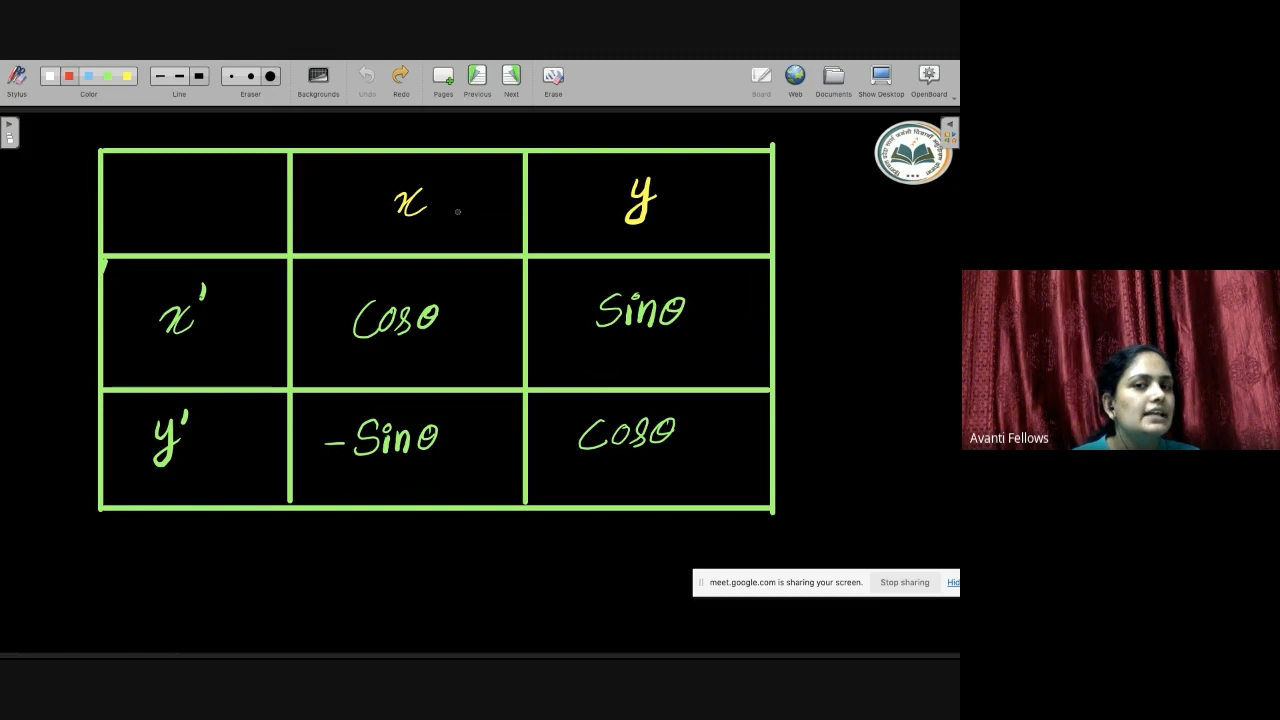 Stylus Color Line Eraser Backgrounds Undo Redo Pages Previous Next Erase Board Web Documents Show Desktop OpenBoard
x y
x' Cosθ Sinθ
y' -Sinθ Cosθ
Avanti Fellows
meet.google.com is sharing your screen. Stop sharing Hid